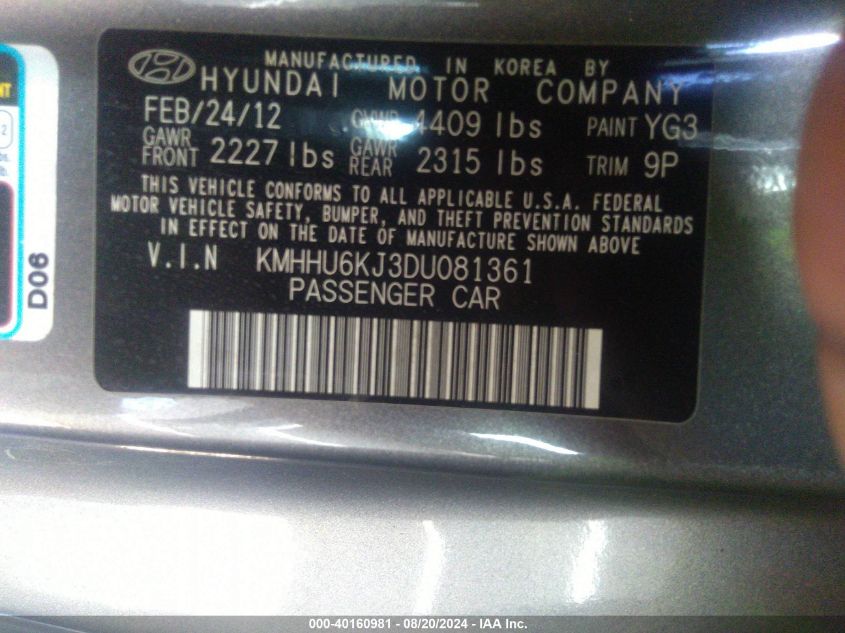 MANUFACTURED IN KOREA BY
HYUNDAI MOTOR COMPANY
FEB/24/12 GVWR 4409 lbs PAINT YG3
GAWR FRONT 2227 lbs GAWR REAR 2315 lbs TRIM 9P
THIS VEHICLE CONFORMS TO ALL APPLICABLE U.S.A. FEDERAL
MOTOR VEHICLE SAFETY, BUMPER, AND THEFT PREVENTION STANDARDS
IN EFFECT ON THE DATE OF MANUFACTURE SHOWN ABOVE
V.I.N KMHHU6KJ3DU081361
PASSENGER CAR
D06
000-40160981 - 08/20/2024 - IAA Inc.